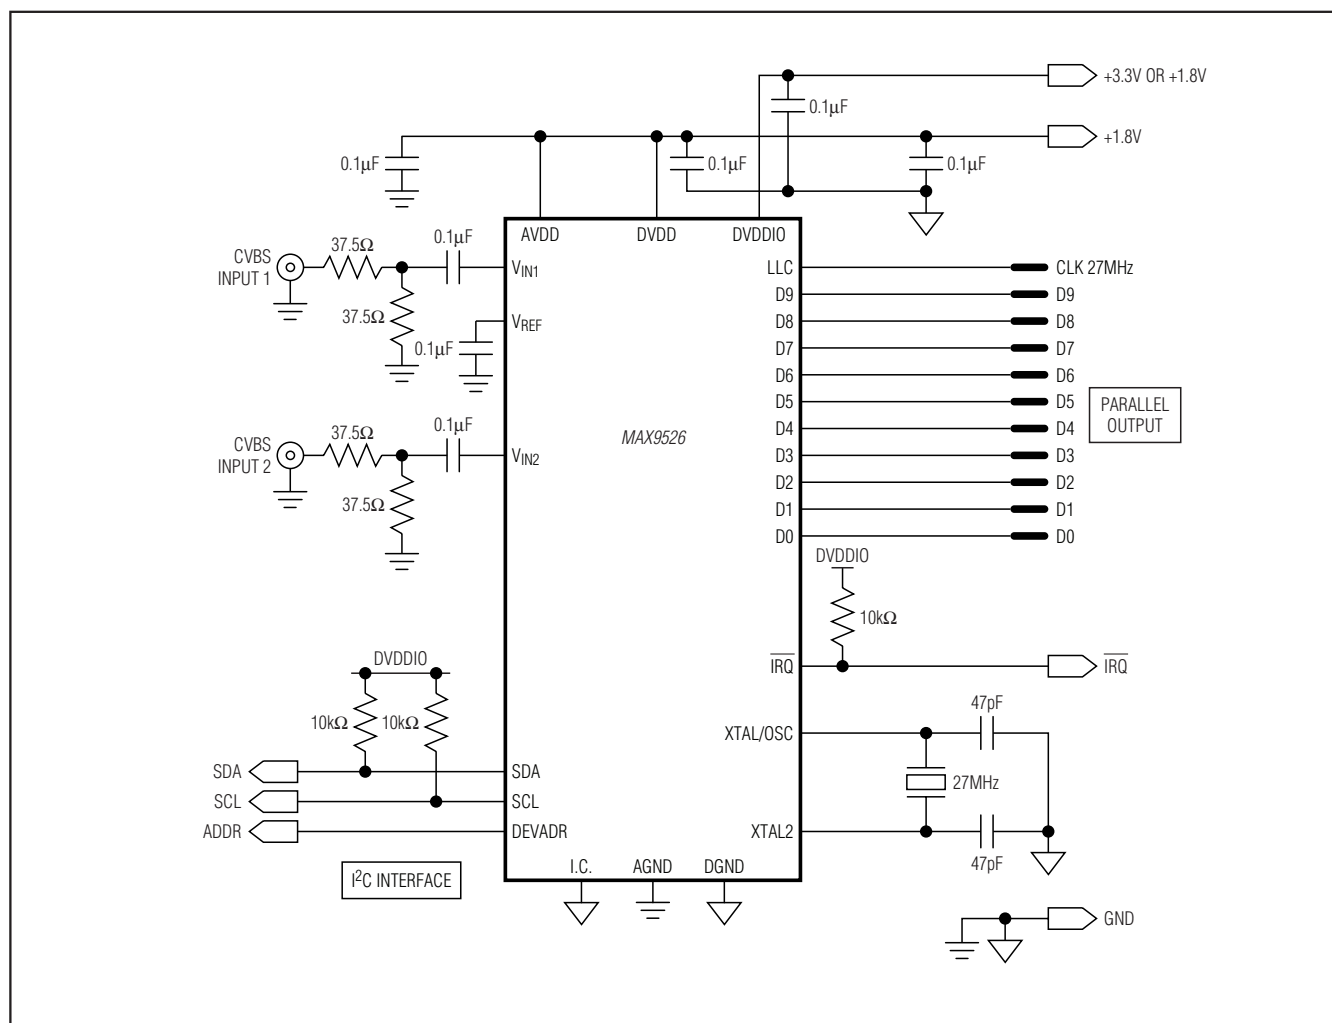 +3.3V OR +1.8V
0.1µF
+1.8V
0.1µF
0.1µF
0.1µF
AVDD
DVDD
DVDDIO
CVBS
INPUT 1
37.5Ω
0.1µF
VIN1
37.5Ω
VREF
0.1µF
CVBS
INPUT 2
37.5Ω
0.1µF
VIN2
37.5Ω
MAX9526
LLC
CLK 27MHz
D9
D9
D8
D8
D7
D7
D6
D6
D5
D5
D4
D4
D3
D3
D2
D2
D1
D1
D0
D0
PARALLEL
OUTPUT
DVDDIO
10kΩ
IRQ
IRQ
DVDDIO
10kΩ
10kΩ
SDA
SDA
SCL
SCL
ADDR
DEVADR
I2C INTERFACE
XTAL/OSC
47pF
27MHz
XTAL2
47pF
I.C.
AGND
DGND
GND